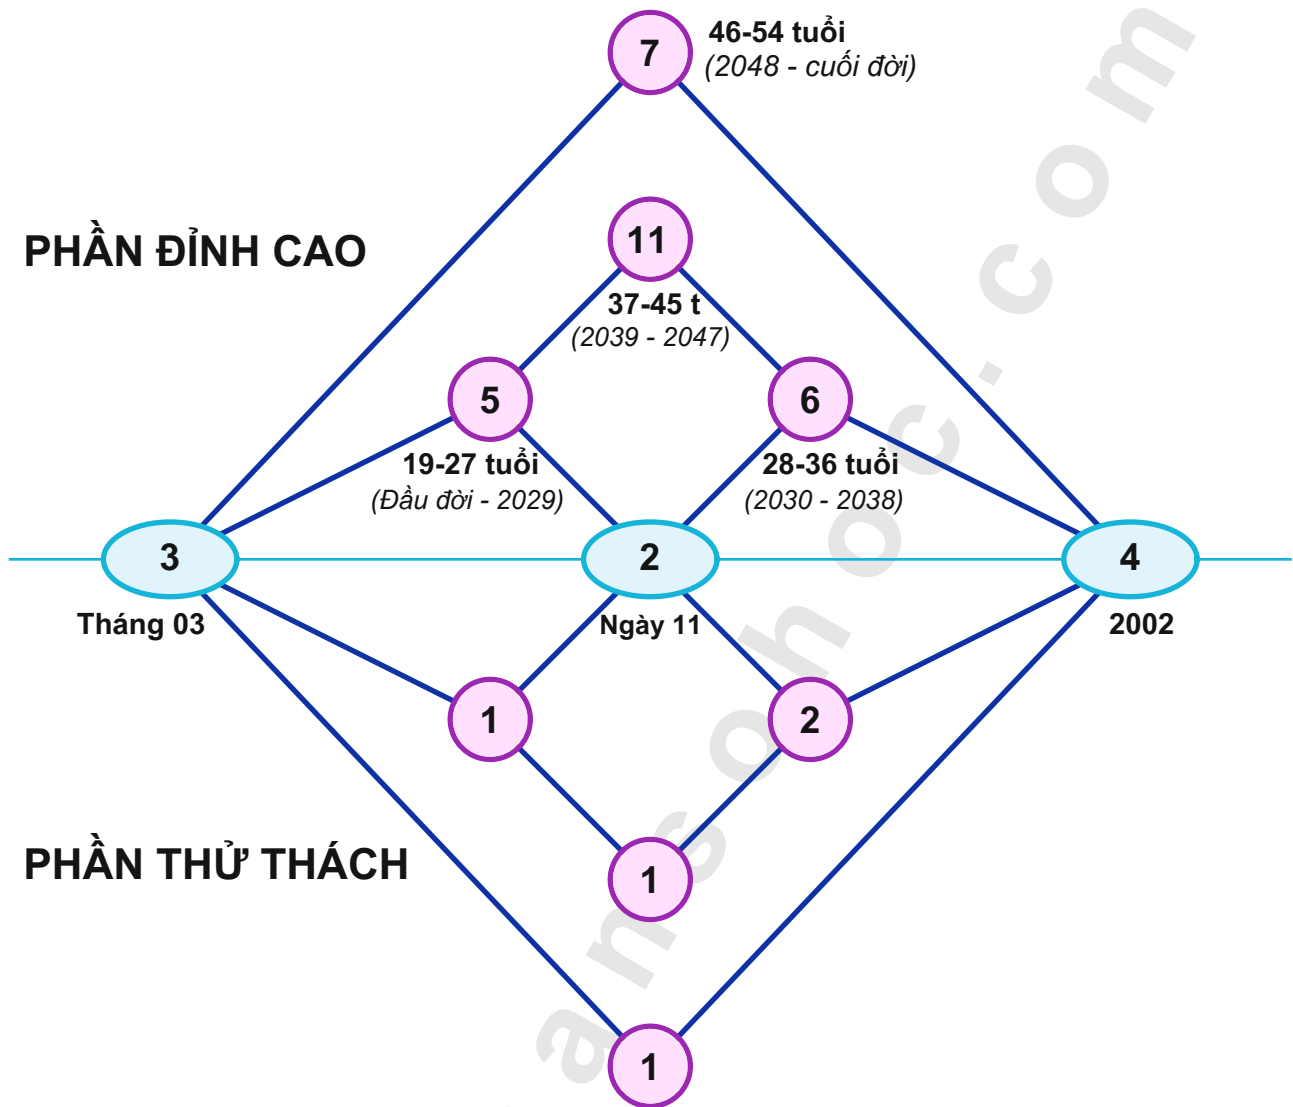 7
46-54 tuổi
(2048 - cuối đời)
PHẦN ĐỈNH CAO
11
37-45 t
(2039 - 2047)
5
6
19-27 tuổi
(Đầu đời - 2029)
28-36 tuổi
(2030 - 2038)
3
2
4
Tháng 03
Ngày 11
2002
1
2
PHẦN THỬ THÁCH
1
1
ansohoc.com